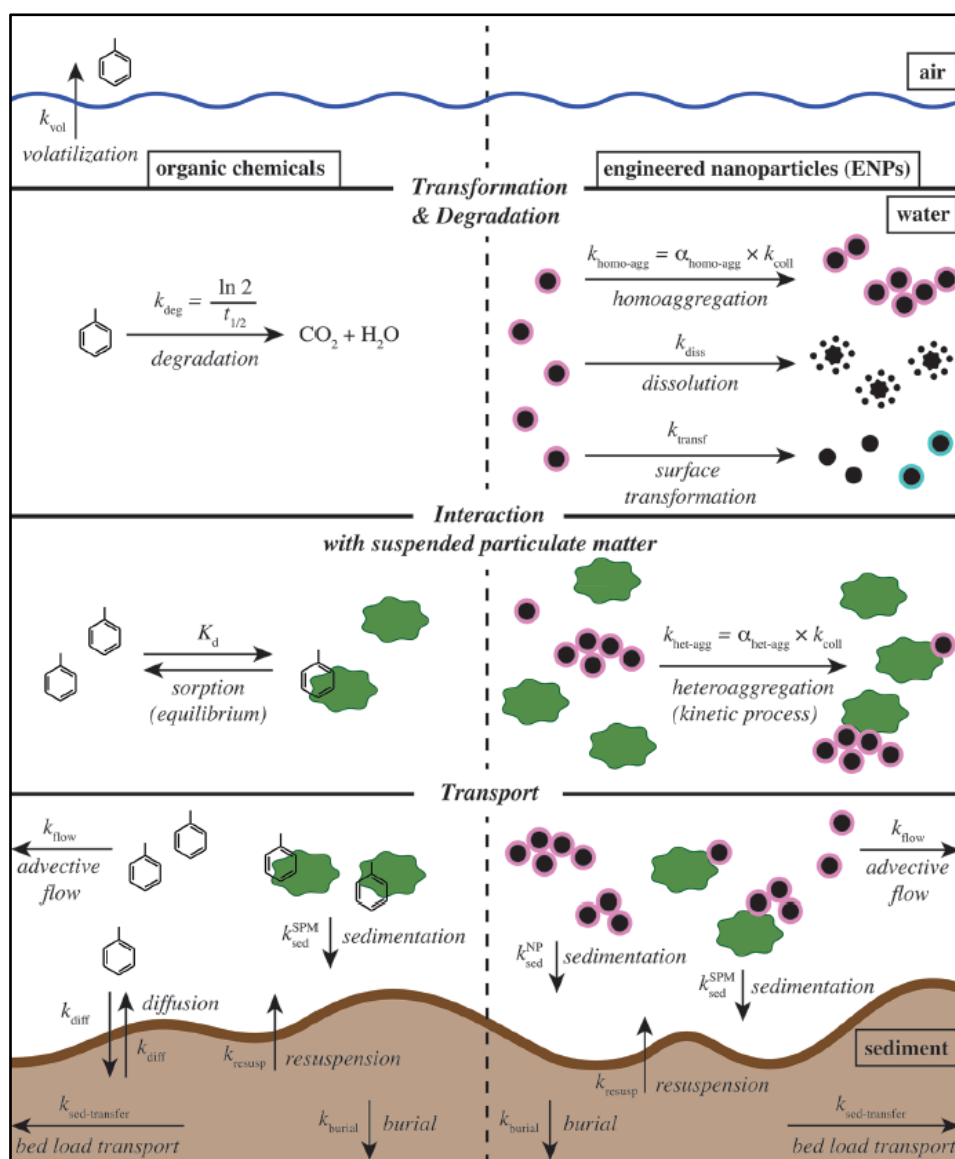 air
k_vol
volatilization
organic chemicals
engineered nanoparticles (ENPs)
Transformation
& Degradation
water
k_deg = ln 2 / t_1/2
degradation
CO₂ + H₂O
k_homo-agg = α_homo-agg × k_coll
homoaggregation
k_diss
dissolution
k_transf
surface
transformation
Interaction
with suspended particulate matter
K_d
sorption
(equilibrium)
k_het-agg = α_het-agg × k_coll
heteroaggregation
(kinetic process)
Transport
k_flow
advective
flow
k_sed^SPM sedimentation
k_diff
diffusion
k_diff
k_resusp resuspension
k_burial burial
k_sed-transfer
bed load transport
k_flow
advective
flow
k_sed^NP sedimentation
k_sed^SPM sedimentation
sediment
k_resusp resuspension
k_burial burial
k_sed-transfer
bed load transport